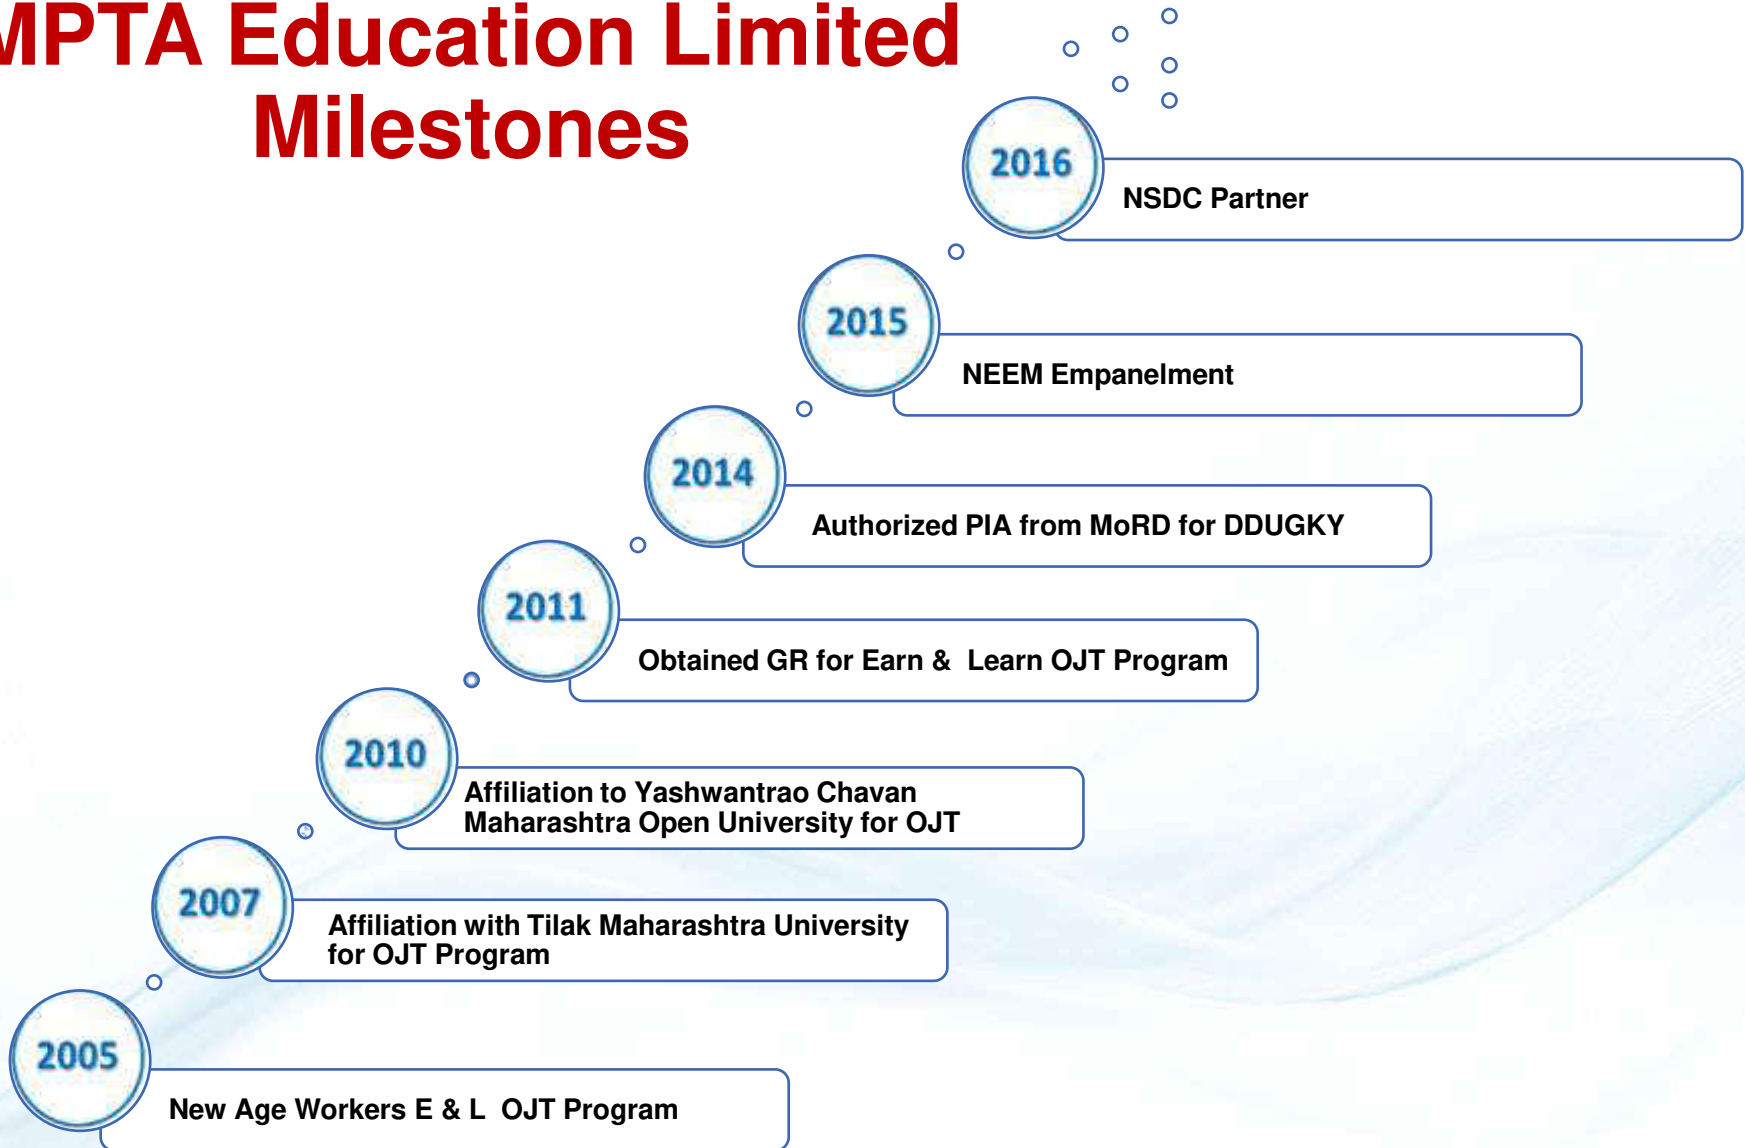 MPTA Education Limited
Milestones
2016
NSDC Partner
2015
NEEM Empanelment
2014
Authorized PIA from MoRD for DDUGKY
2011
Obtained GR for Earn & Learn OJT Program
2010
Affiliation to Yashwantrao Chavan
Maharashtra Open University for OJT
2007
Affiliation with Tilak Maharashtra University
for OJT Program
2005
New Age Workers E & L OJT Program